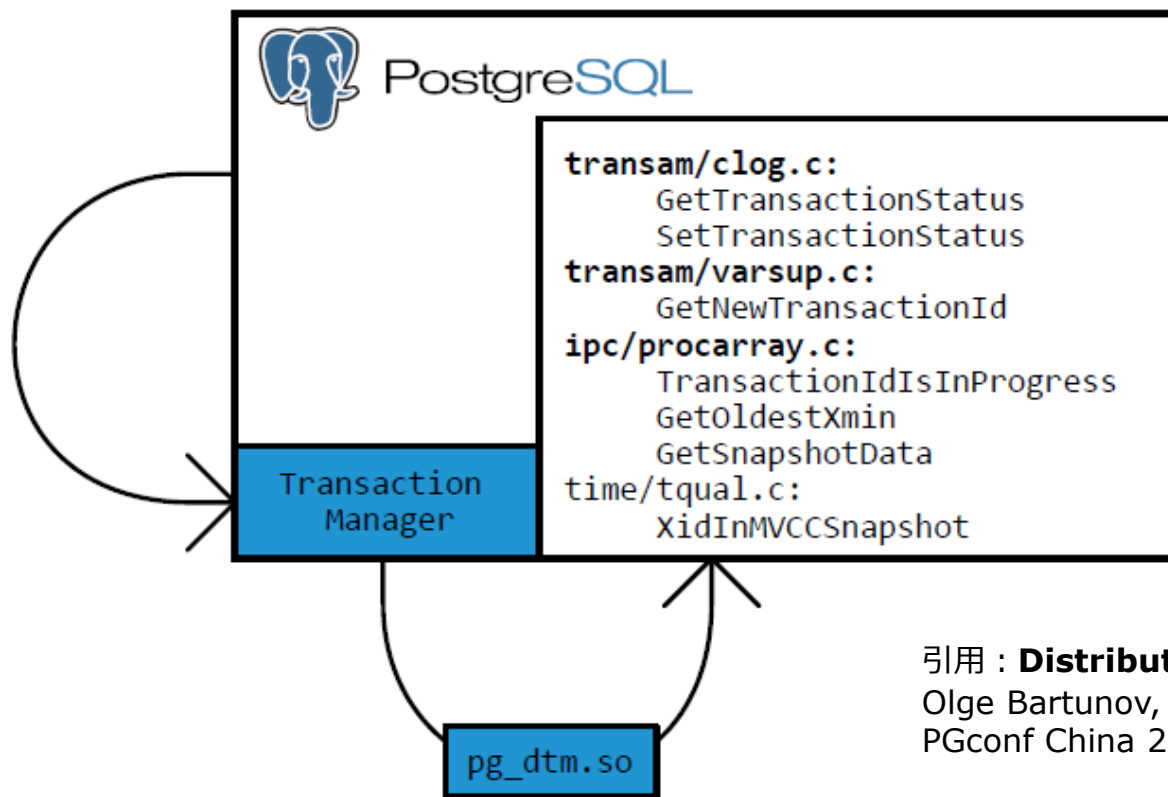 PostgreSQL
transam/clog.c:
GetTransactionStatus
SetTransactionStatus
transam/varsup.c:
GetNewTransactionId
ipc/procarray.c:
TransactionIdIsInProgress
GetOldestXmin
GetSnapshotData
time/tqual.c:
XidInMVCCSnapshot
Transaction
Manager
pg_dtm.so
引用：Distribut
Olge Bartunov,
PGconf China 2